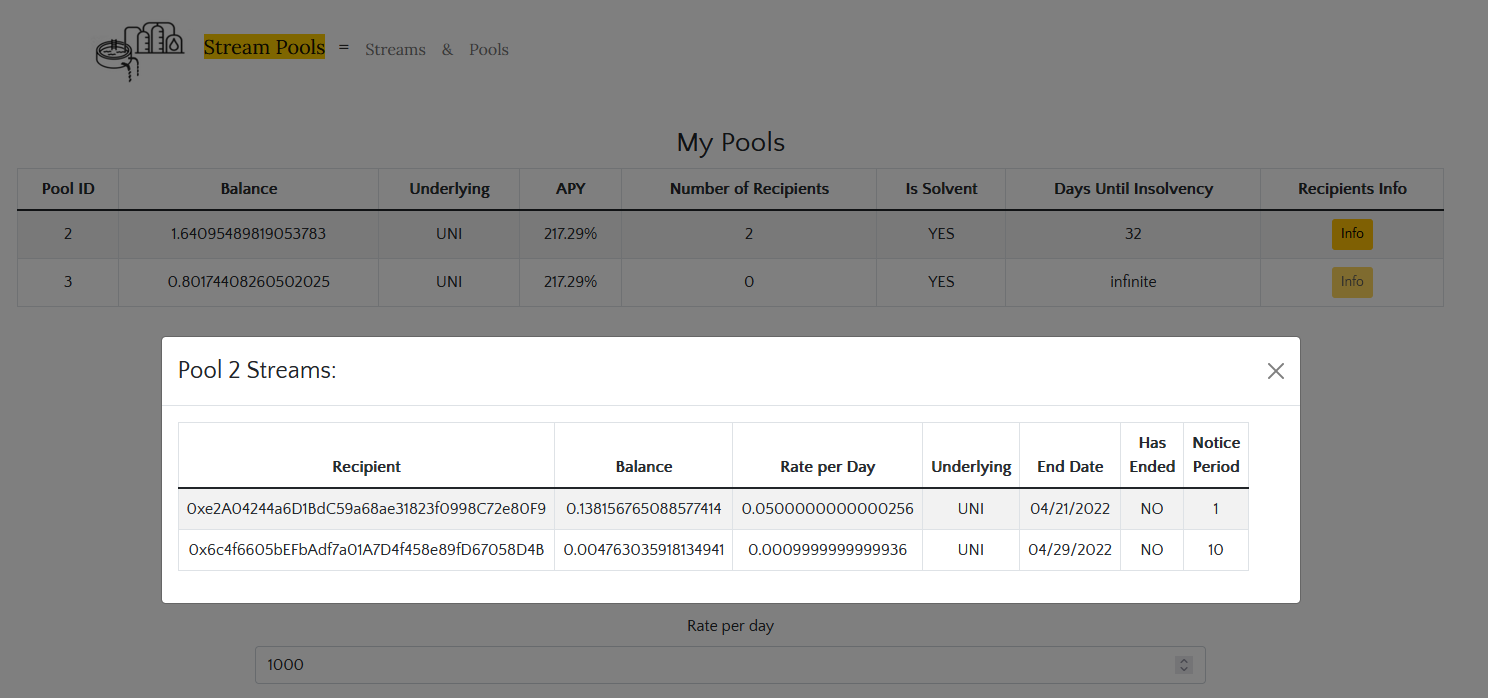 Stream Pools = Streams & Pools
My Pools
Pool ID Balance Underlying APY Number of Recipients Is Solvent Days Until Insolvency Recipients Info
2 1.64095489819053783 UNI 217.29% 2 YES 32 Info
3 0.80174408260502025 UNI 217.29% 0 YES infinite Info
Pool 2 Streams:
Recipient Balance Rate per Day Underlying End Date Has Ended Notice Period
0xe2A04244a6D1BdC59a68ae31823f0998C72e80F9 0.138156765088577414 0.0500000000000256 UNI 04/21/2022 NO 1
0x6c4f6605bEFbAdf7a01A7D4f458e89fD67058D4B 0.004763035918134941 0.0009999999999936 UNI 04/29/2022 NO 10
Rate per day
1000